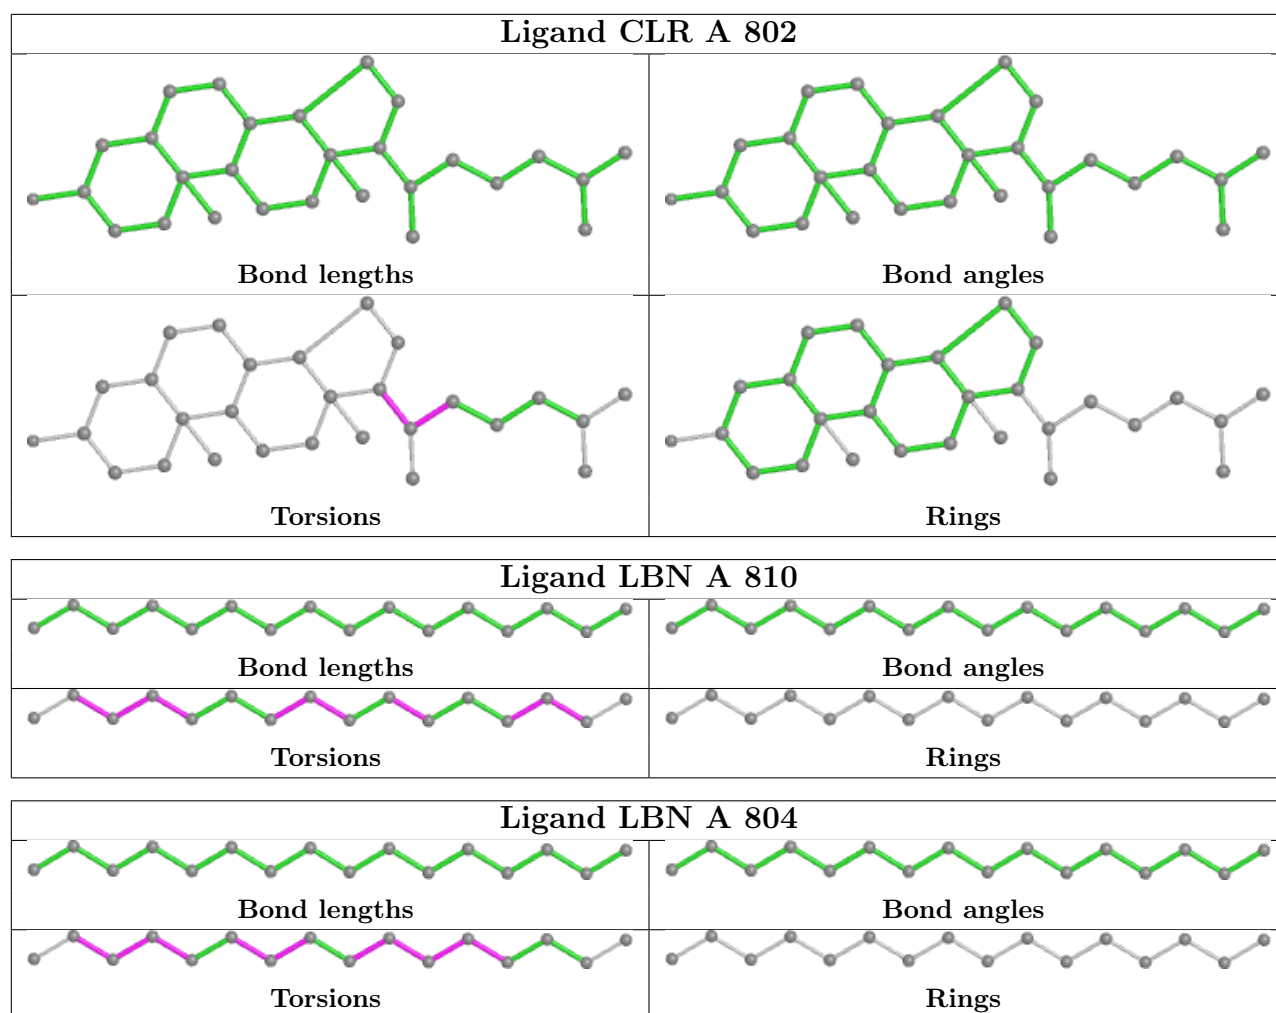 Ligand CLR A 802
Bond lengths
Bond angles
Torsions
Rings
Ligand LBN A 810
Bond lengths
Bond angles
Torsions
Rings
Ligand LBN A 804
Bond lengths
Bond angles
Torsions
Rings